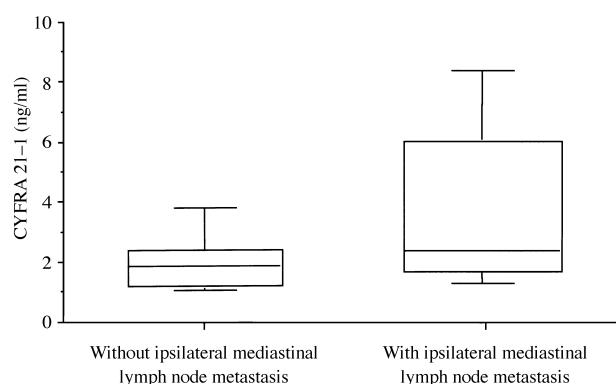 10
8
6
4
2
0
CYFRA 21–1 (ng/ml)
Without ipsilateral mediastinal
lymph node metastasis
With ipsilateral mediastinal
lymph node metastasis